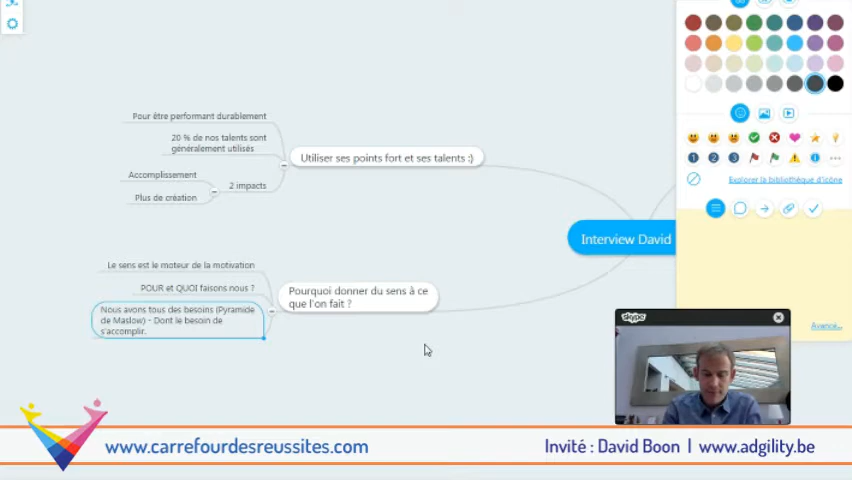 Pour être performant durablement
20 % de nos talents sont
généralement utilisés
Accomplissement
Plus de création
2 impacts
Utiliser ses points fort et ses talents :)
Interview David
Le sens est le moteur de la motivation
POUR et QUOI faisons nous ?
Nous avons tous des besoins (Pyramide
de Maslow) - Dont le besoin de
s'accomplir.
Pourquoi donner du sens à ce
que l'on fait ?
1 2 3
Explorer la bibliothèque d'icône
Avancé...
skype
www.carrefourdesreussites.com
Invité : David Boon | www.adgility.be